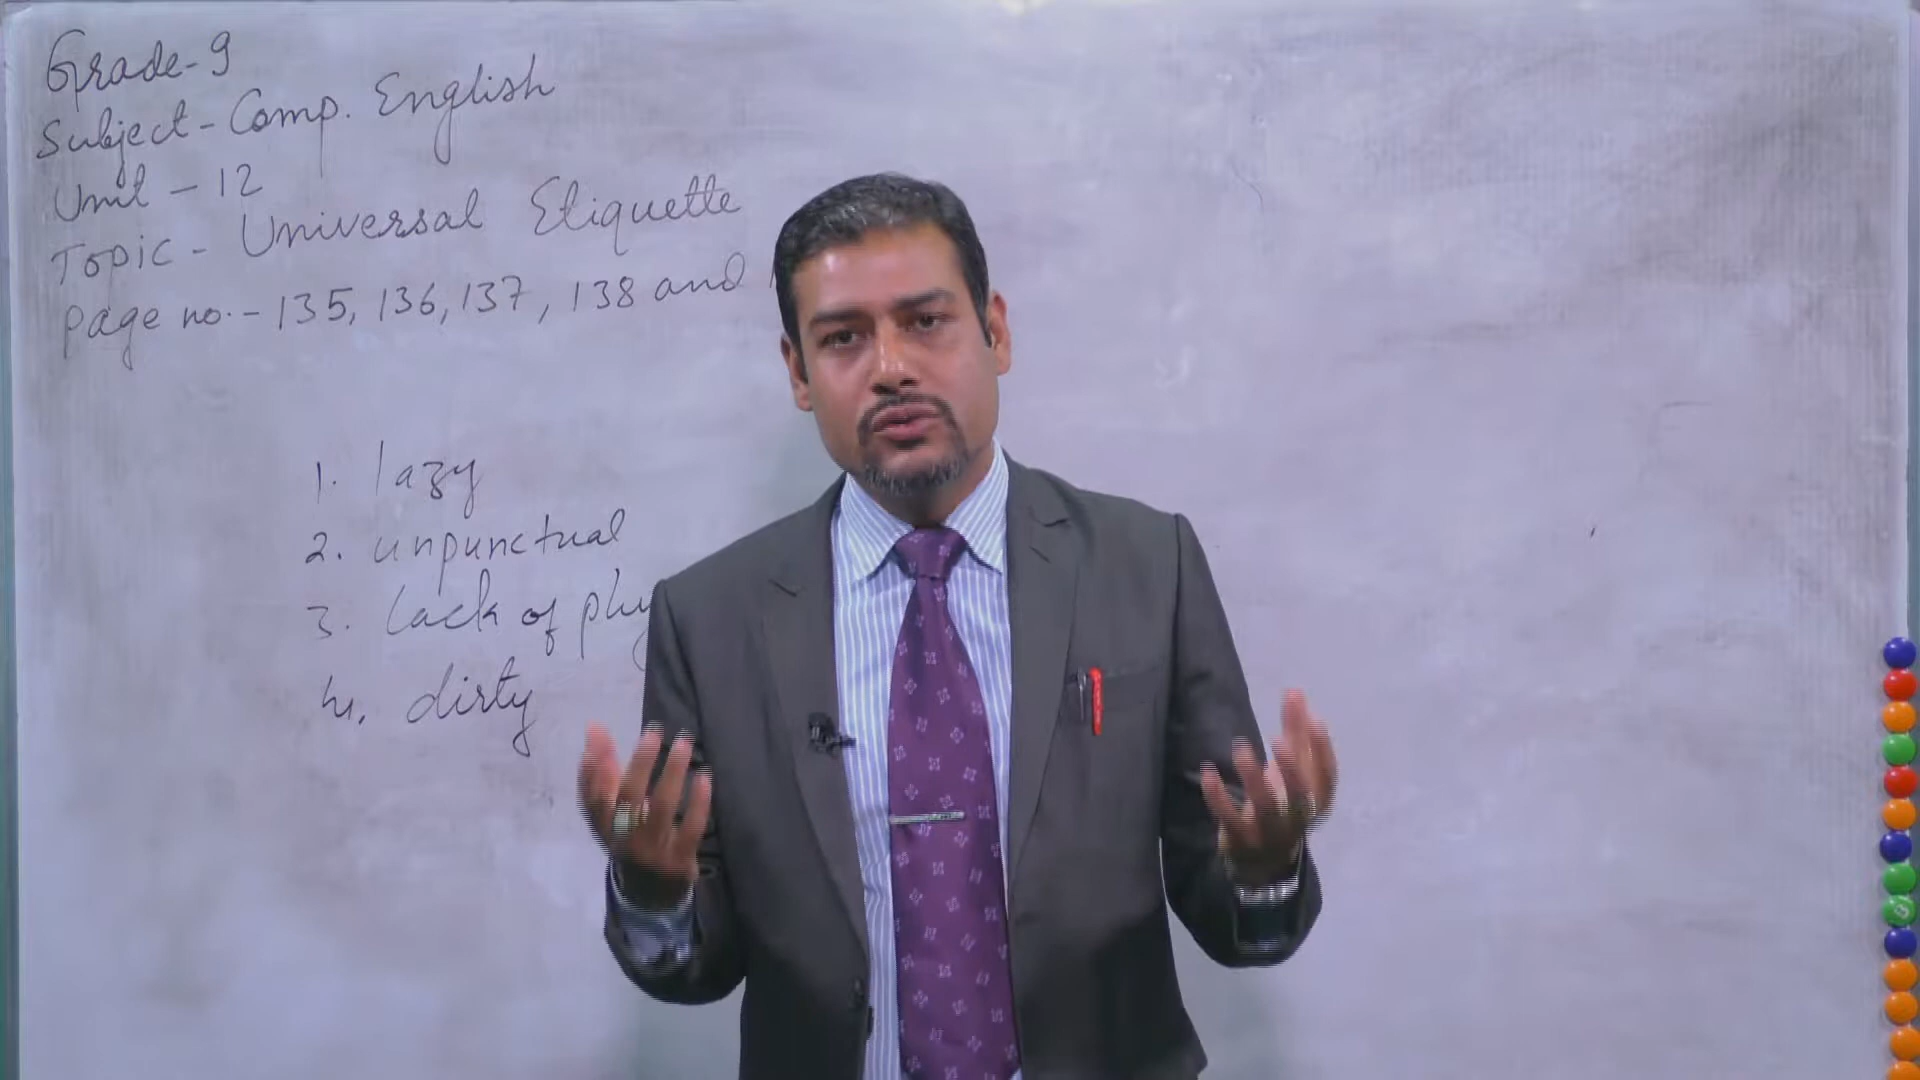 Grade-9
Subject-Comp. English
Unit - 12
Topic - Universal Etiquette
Page no.- 135, 136, 137, 138 and
1. lazy
2. unpunctual
3. lack of phy
4. dirty